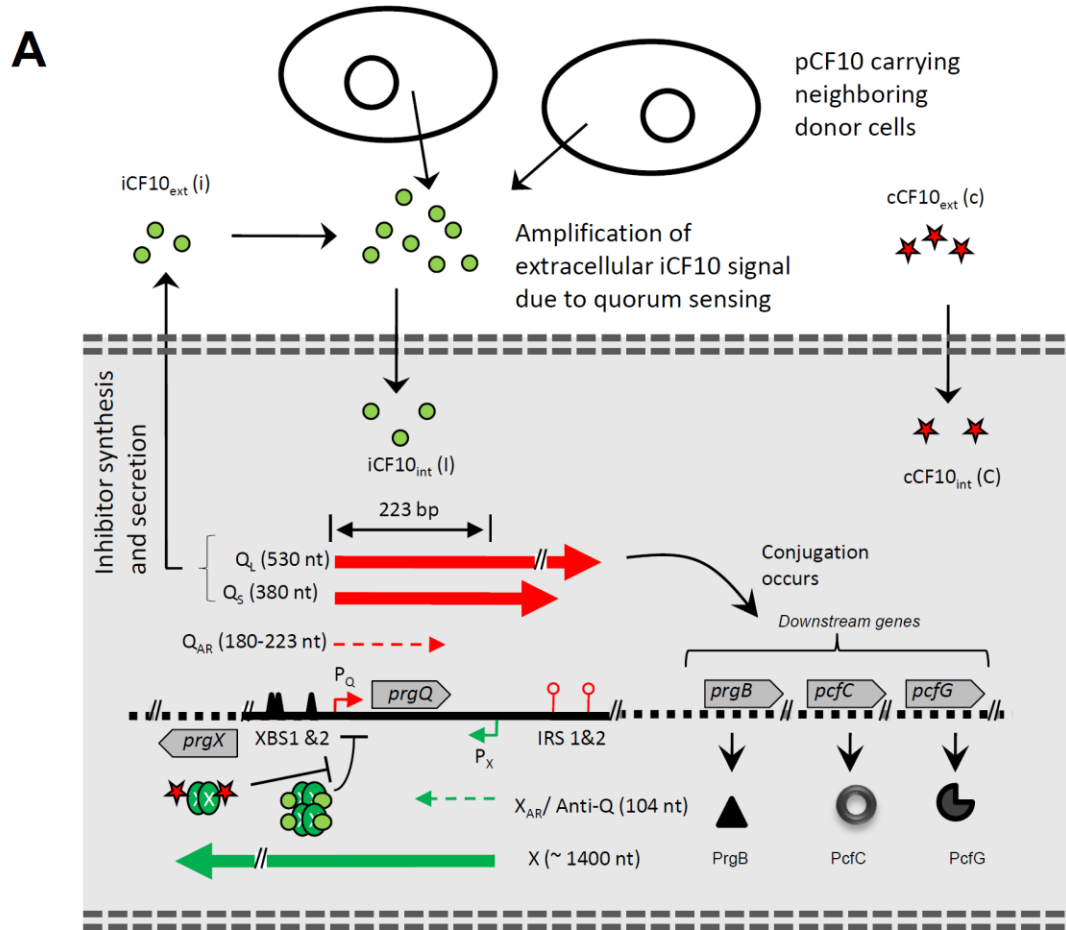 A
pCF10 carrying
neighboring
donor cells
iCF10ext (i)
cCF10ext (c)
Amplification of
extracellular iCF10 signal
due to quorum sensing
Inhibitor synthesis
and secretion
iCF10int (I)
cCF10int (C)
223 bp
QL (530 nt)
QS (380 nt)
Conjugation
occurs
Downstream genes
QAR (180-223 nt)
PQ
prgQ
prgB
pcfC
pcfG
prgX
XBS1 &2
PX
IRS 1&2
X
XAR/ Anti-Q (104 nt)
X (~ 1400 nt)
PrgB
PcfC
PcfG